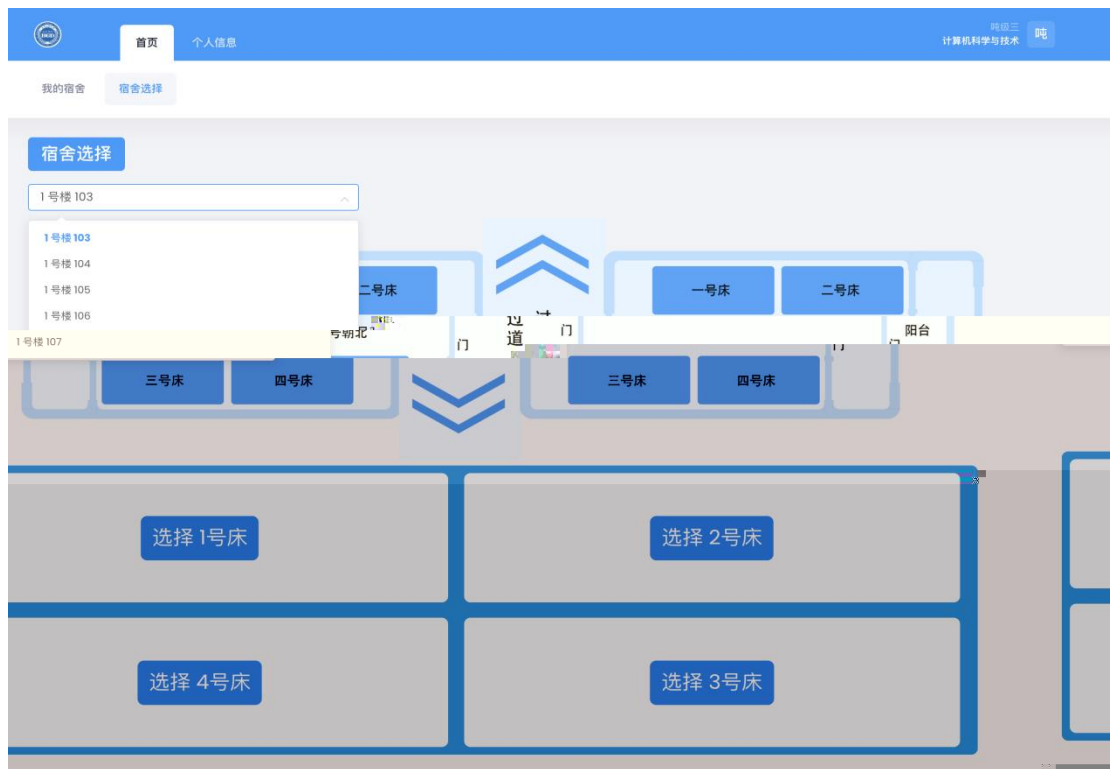 首页 个人信息
吨级三
计算机科学与技术
吨
我的宿舍 宿舍选择
宿舍选择
1号楼 103
1号楼 103
1号楼 104
1号楼 105
1号楼 106
1号楼 107
二号床 一号床 二号床
号朝北
门
过
道
门
阳台
门
三号床 四号床 三号床 四号床
选择 1号床 选择 2号床
选择 4号床 选择 3号床